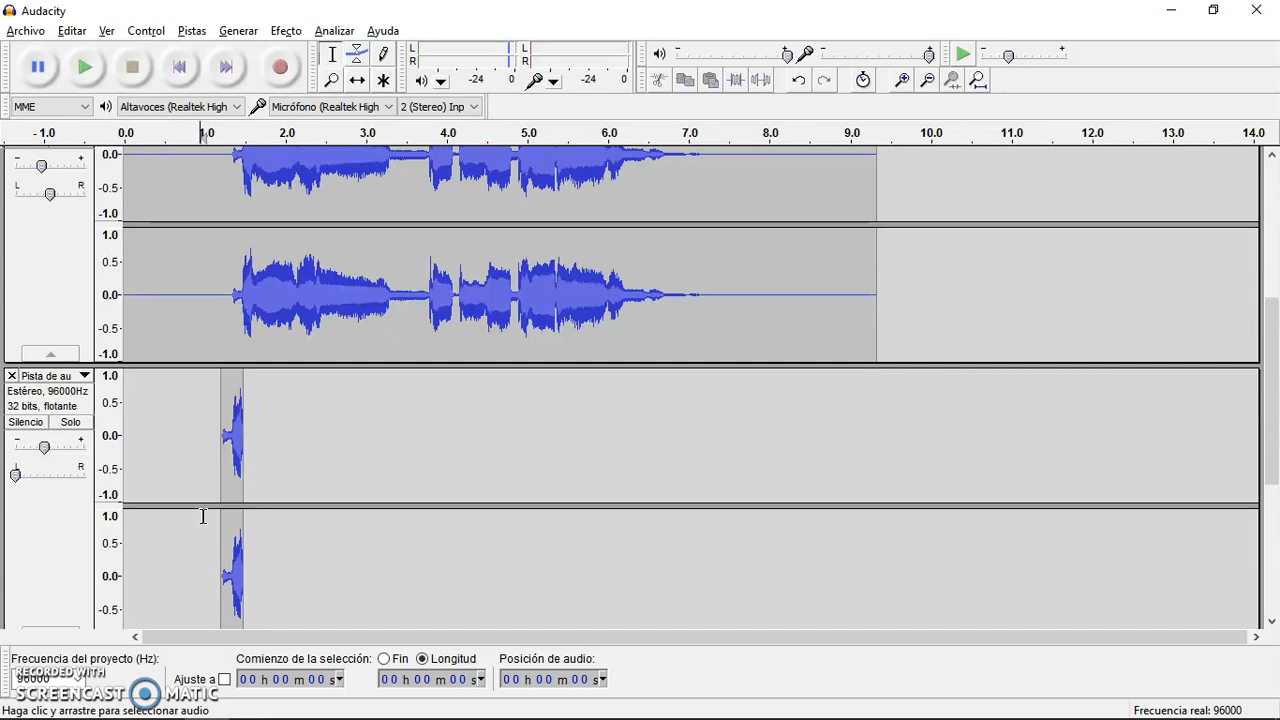 Audacity
Archivo Editar Ver Control Pistas Generar Efecto Analizar Ayuda
L L
R R
-24 0 -24 0
MME Altavoces (Realtek High Micrófono (Realtek High 2 (Stereo) Inp
-1.0 0.0 1.0 2.0 3.0 4.0 5.0 6.0 7.0 8.0 9.0 10.0 11.0 12.0 13.0 14.0
- + 0.0
L R -0.5
-1.0
1.0
0.5
0.0
-0.5
-1.0
Pista de au 1.0
Estéreo, 96000Hz
32 bits, flotante 0.5
Silencio Solo
- + 0.0
L R -0.5
-1.0
1.0
0.5
0.0
-0.5
Frecuencia del proyecto (Hz): Comienzo de la selección: Fin Longitud Posición de audio:
96000 Ajuste a 00 h 00 m 00 s 00 h 00 m 00 s 00 h 00 m 00 s
RECORDED WITH
SCREENCAST MATIC
Haga clic y arrastre para seleccionar audio Frecuencia real: 96000